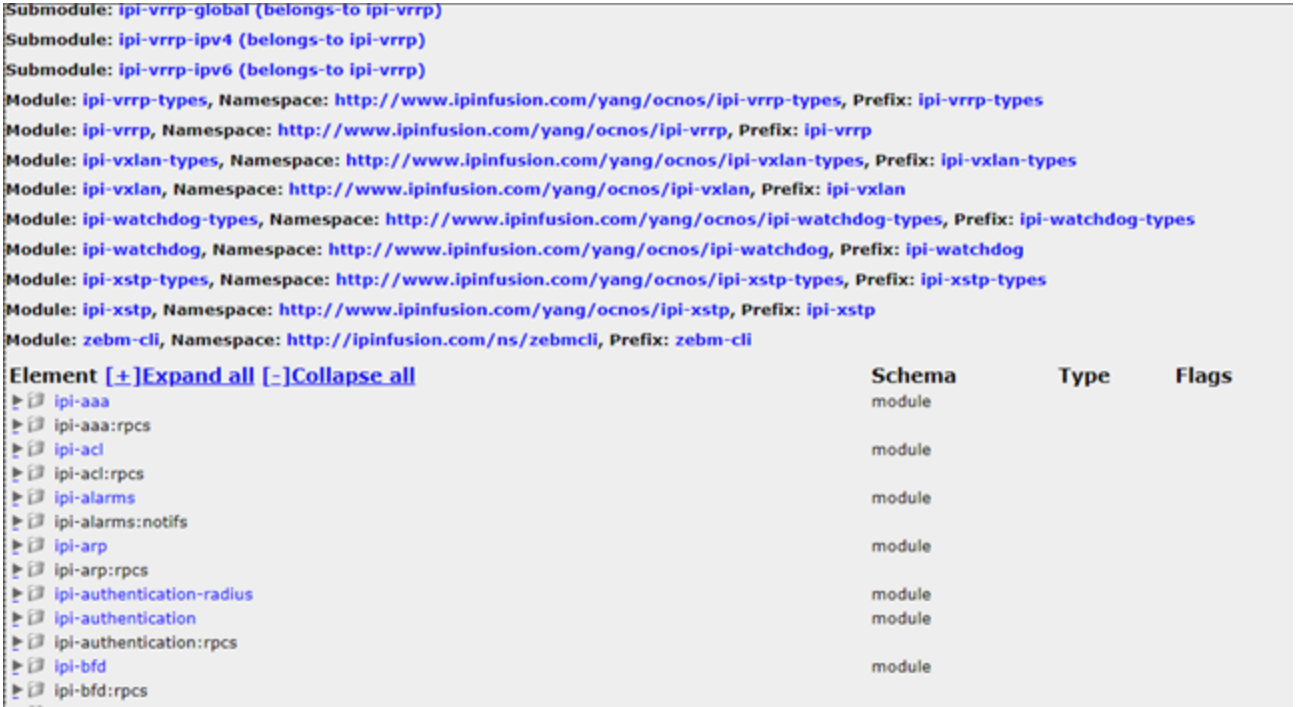 Submodule: ipi-vrrp-global (belongs-to ipi-vrrp)
Submodule: ipi-vrrp-ipv4 (belongs-to ipi-vrrp)
Submodule: ipi-vrrp-ipv6 (belongs-to ipi-vrrp)
Module: ipi-vrrp-types, Namespace: http://www.ipinfusion.com/yang/ocnos/ipi-vrrp-types, Prefix: ipi-vrrp-types
Module: ipi-vrrp, Namespace: http://www.ipinfusion.com/yang/ocnos/ipi-vrrp, Prefix: ipi-vrrp
Module: ipi-vxlan-types, Namespace: http://www.ipinfusion.com/yang/ocnos/ipi-vxlan-types, Prefix: ipi-vxlan-types
Module: ipi-vxlan, Namespace: http://www.ipinfusion.com/yang/ocnos/ipi-vxlan, Prefix: ipi-vxlan
Module: ipi-watchdog-types, Namespace: http://www.ipinfusion.com/yang/ocnos/ipi-watchdog-types, Prefix: ipi-watchdog-types
Module: ipi-watchdog, Namespace: http://www.ipinfusion.com/yang/ocnos/ipi-watchdog, Prefix: ipi-watchdog
Module: ipi-xstp-types, Namespace: http://www.ipinfusion.com/yang/ocnos/ipi-xstp-types, Prefix: ipi-xstp-types
Module: ipi-xstp, Namespace: http://www.ipinfusion.com/yang/ocnos/ipi-xstp, Prefix: ipi-xstp
Module: zebm-cli, Namespace: http://ipinfusion.com/ns/zebmcli, Prefix: zebm-cli
Element [+]Expand all [-]Collapse all Schema Type Flags
ipi-aaa module
ipi-aaa:rpcs
ipi-acl module
ipi-acl:rpcs
ipi-alarms module
ipi-alarms:notifs
ipi-arp module
ipi-arp:rpcs
ipi-authentication-radius module
ipi-authentication module
ipi-authentication:rpcs
ipi-bfd module
ipi-bfd:rpcs